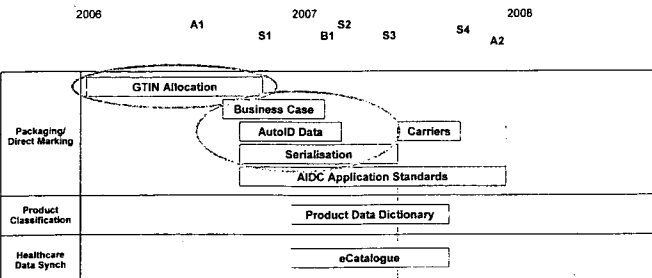 2006 2007 2008
A1 S2
S1 B1 S3 S4
A2
GTIN Allocation
Business Case
Packaging/
Direct Marking
AutoID Data Carriers
Serialisation
AIDC Application Standards
Product
Classification
Product Data Dictionary
Healthcare
Data Synch
eCatalogue